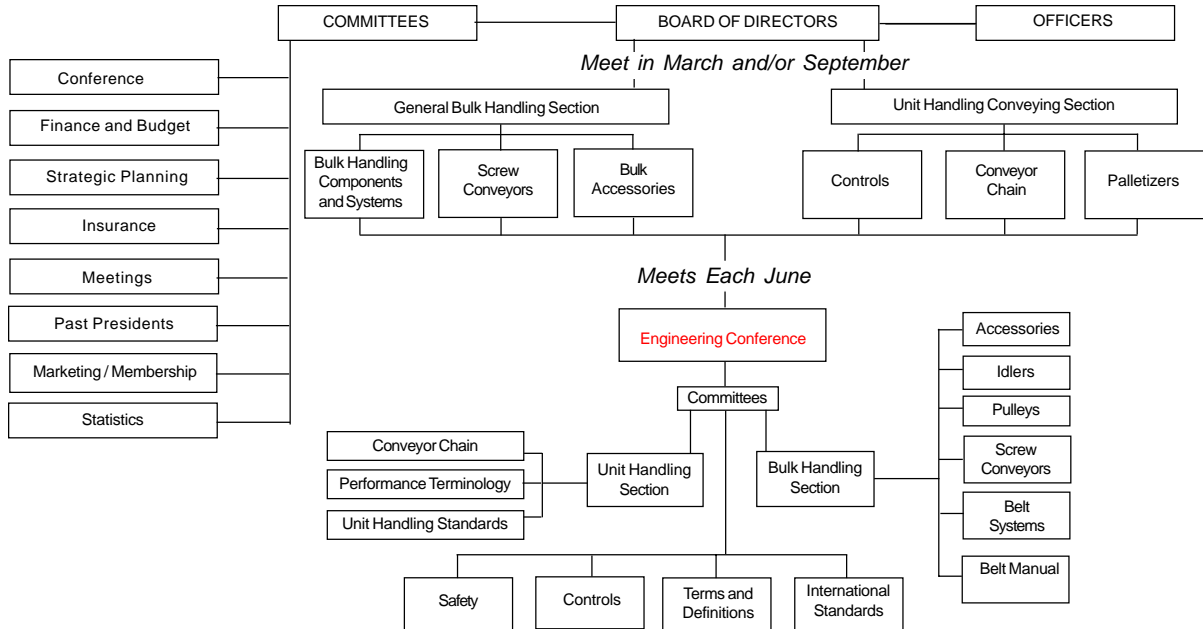 COMMITTEES
BOARD OF DIRECTORS
OFFICERS
Meet in March and/or September
Conference
Finance and Budget
Strategic Planning
Insurance
Meetings
Past Presidents
Marketing / Membership
Statistics
General Bulk Handling Section
Unit Handling Conveying Section
Bulk Handling
Components
and Systems
Screw
Conveyors
Bulk
Accessories
Controls
Conveyor
Chain
Palletizers
Meets Each June
Engineering Conference
Committees
Conveyor Chain
Performance Terminology
Unit Handling Standards
Unit Handling
Section
Bulk Handling
Section
Accessories
Idlers
Pulleys
Screw
Conveyors
Belt
Systems
Belt Manual
Safety
Controls
Terms and
Definitions
International
Standards